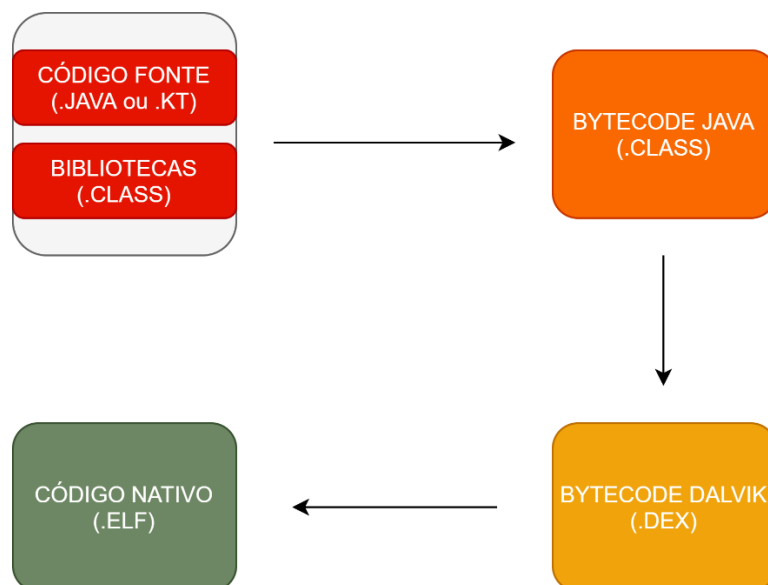 CÓDIGO FONTE
(.JAVA ou .KT)
BIBLIOTECAS
(.CLASS)
BYTECODE JAVA
(.CLASS)
BYTECODE DALVIK
(.DEX)
CÓDIGO NATIVO
(.ELF)